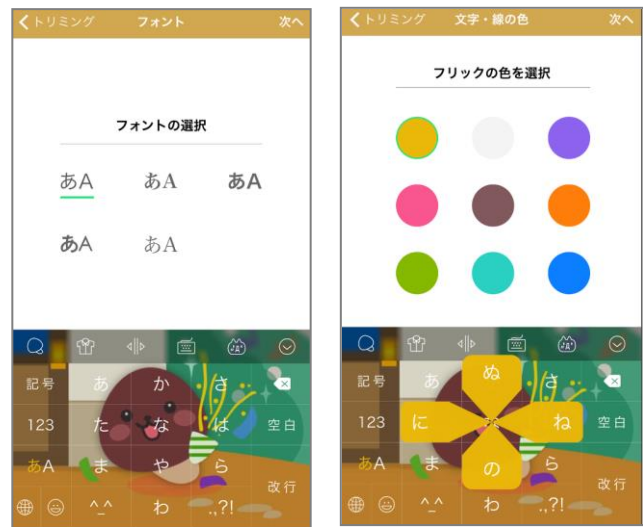 トリミング フォント 次へ
フォントの選択
あA あA あA
あA あA
記号 あ か さ
123 た な は 空白
あA ま や ら
^_^ わ .,?! 改行
トリミング 文字・線の色 次へ
フリックの色を選択
記号 あ ぬ さ
123 に ね 空白
あA ま の ら
^_^ わ .,?! 改行